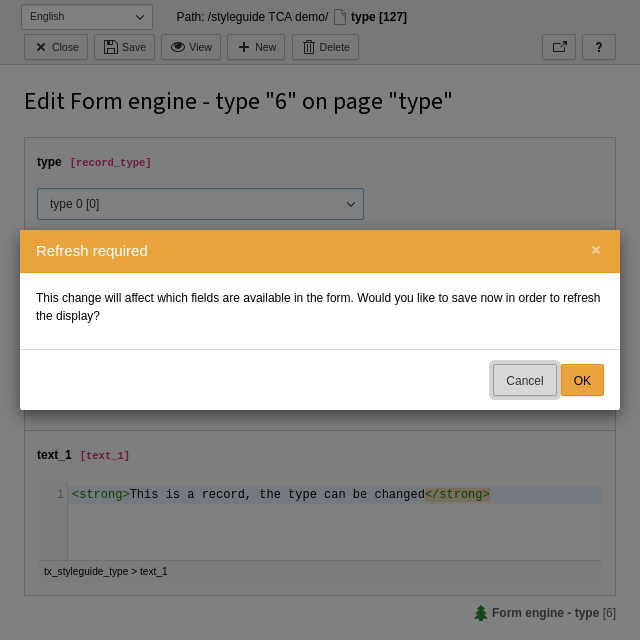 English
Path: /styleguide TCA demo/ type [127]
Close Save View New Delete ?
Edit Form engine - type "6" on page "type"
type [record_type]
type 0 [0]
Refresh required ×
This change will affect which fields are available in the form. Would you like to save now in order to refresh
the display?
Cancel OK
text_1 [text_1]
1 <strong>This is a record, the type can be changed</strong>
tx_styleguide_type > text_1
Form engine - type [6]